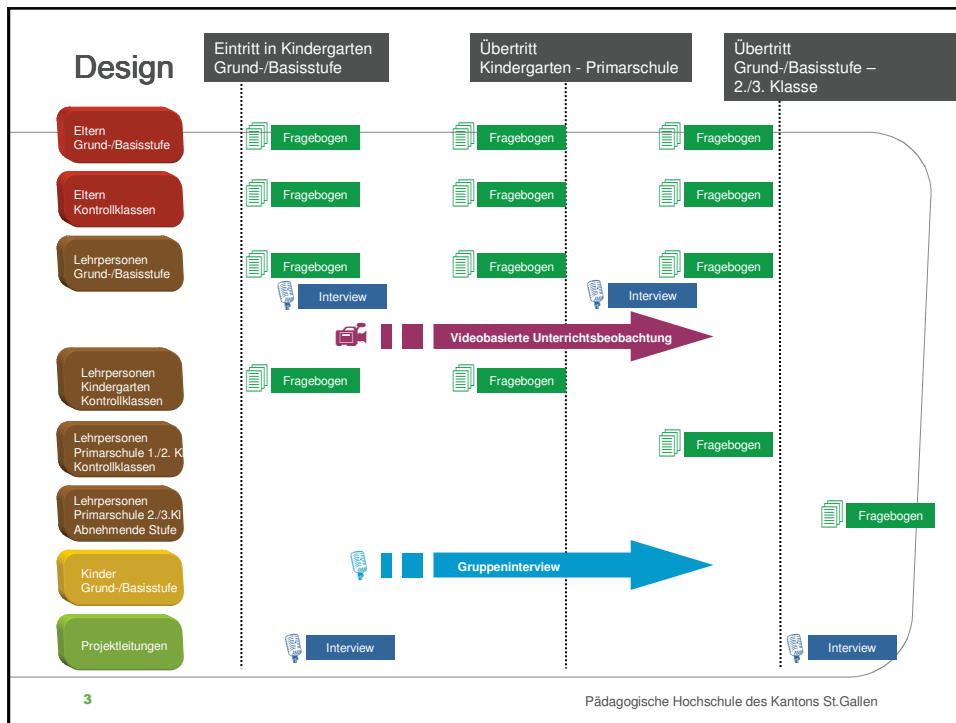 Design
Eintritt in Kindergarten
Grund-/Basisstufe
Übertritt
Kindergarten - Primarschule
Übertritt
Grund-/Basisstufe –
2./3. Klasse
Eltern
Grund-/Basisstufe
Fragebogen
Fragebogen
Fragebogen
Eltern
Kontrollklassen
Fragebogen
Fragebogen
Fragebogen
Lehrpersonen
Grund-/Basisstufe
Fragebogen
Fragebogen
Fragebogen
Interview
Interview
Videobasierte Unterrichtsbeobachtung
Lehrpersonen
Kindergarten
Kontrollklassen
Fragebogen
Fragebogen
Lehrpersonen
Primarschule 1./2. K
Kontrollklassen
Fragebogen
Lehrpersonen
Primarschule 2./3.Kl
Abnehmende Stufe
Fragebogen
Kinder
Grund-/Basisstufe
Gruppeninterview
Projektleitungen
Interview
Interview
3
Pädagogische Hochschule des Kantons St.Gallen